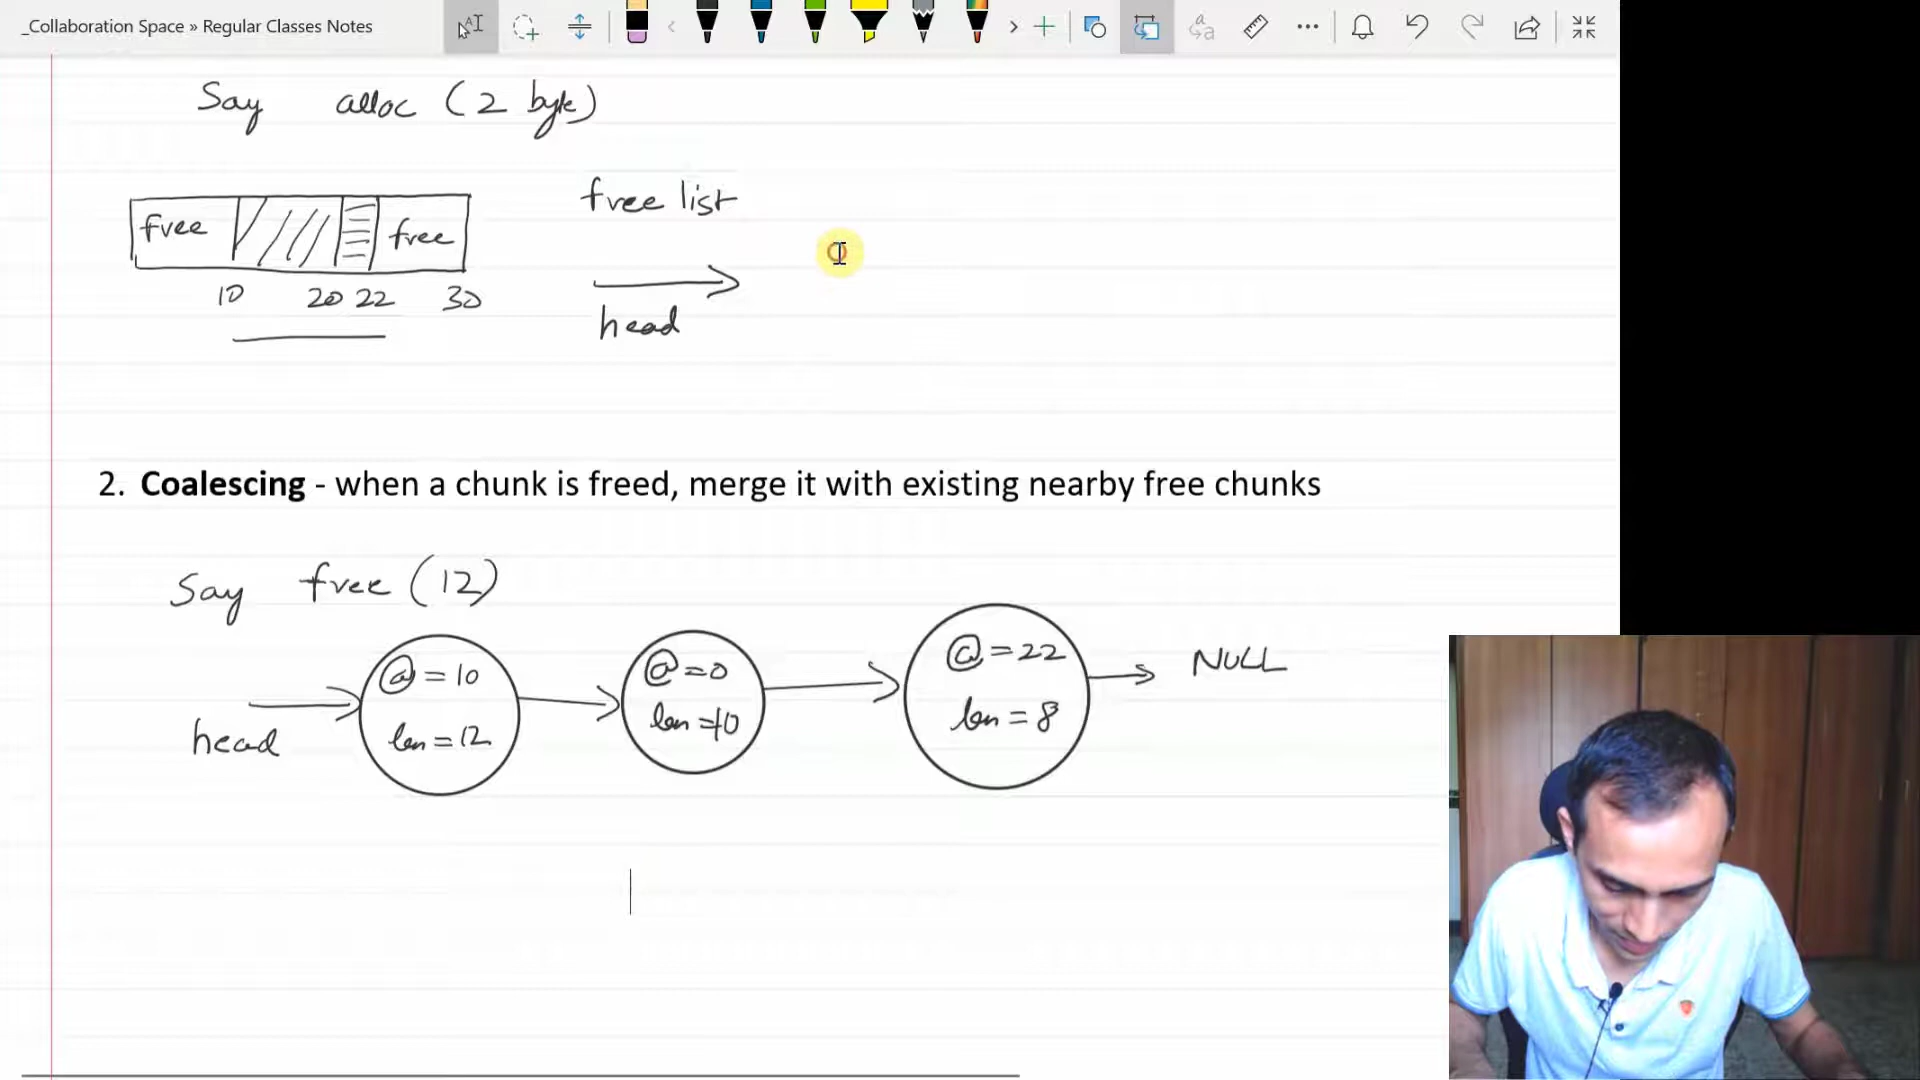 _Collaboration Space » Regular Classes Notes
Say alloc (2 byte)
free free
10 20 22 30
free list
head
2. Coalescing - when a chunk is freed, merge it with existing nearby free chunks
Say free (12)
head
@ = 10
len = 12
@ = 0
len = 10
@ = 22
len = 8
NULL